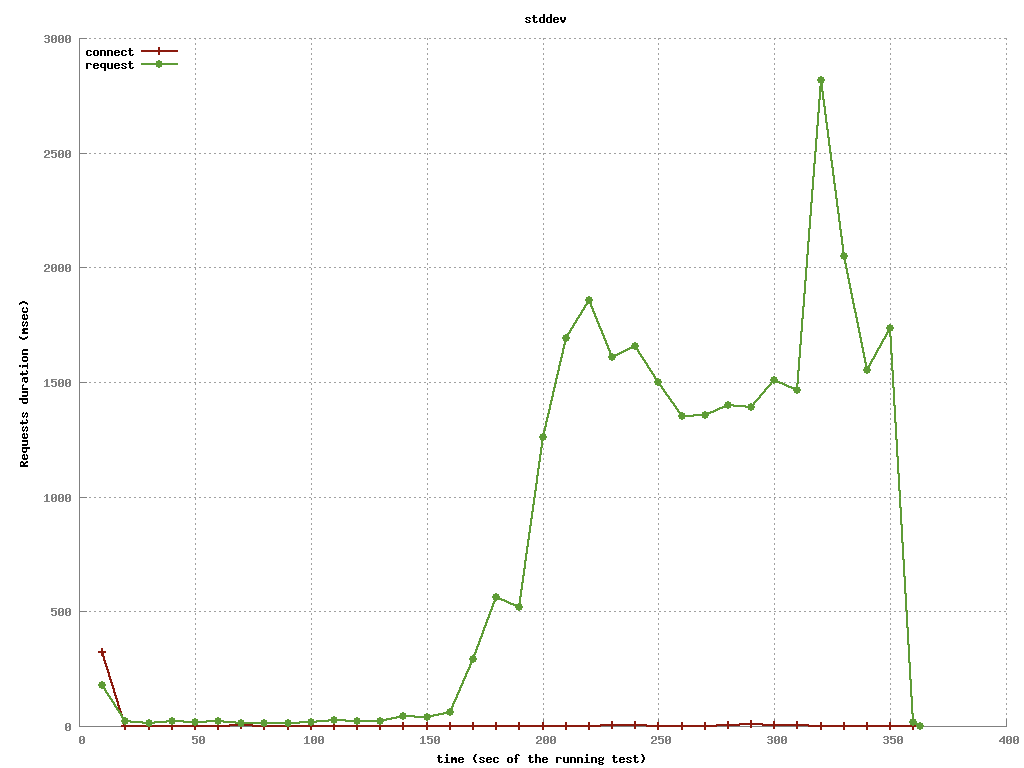 stddev
connect
request
3000
2500
2000
1500
1000
500
0
Requests duration (msec)
0 50 100 150 200 250 300 350 400
time (sec of the running test)